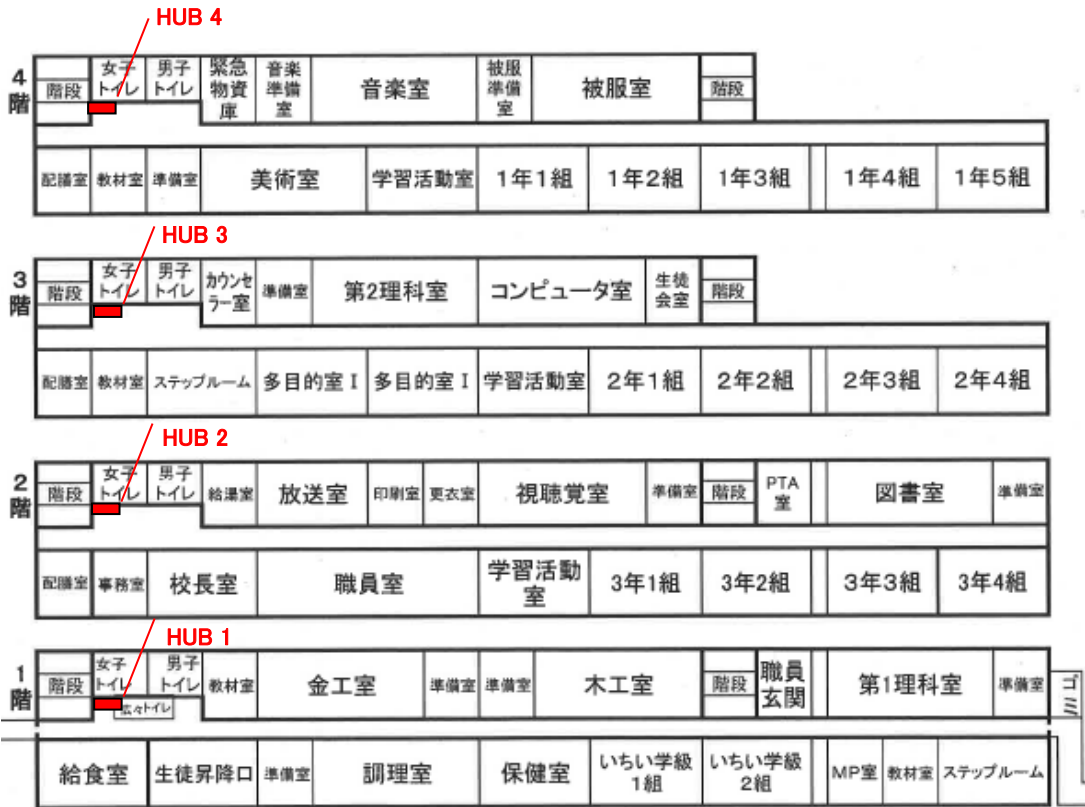 HUB 4
4階
階段
女子トイレ
男子トイレ
緊急物資庫
音楽準備室
音楽室
被服準備室
被服室
階段
配膳室
教材室
準備室
美術室
学習活動室
1年1組
1年2組
1年3組
1年4組
1年5組
HUB 3
3階
階段
女子トイレ
男子トイレ
カウンセラー室
準備室
第2理科室
コンピュータ室
生徒会室
階段
配膳室
教材室
ステップルーム
多目的室Ⅰ
多目的室Ⅰ
学習活動室
2年1組
2年2組
2年3組
2年4組
HUB 2
2階
階段
女子トイレ
男子トイレ
給湯室
放送室
印刷室
更衣室
視聴覚室
準備室
階段
PTA室
図書室
準備室
配膳室
事務室
校長室
職員室
学習活動室
3年1組
3年2組
3年3組
3年4組
HUB 1
1階
階段
女子トイレ
男子トイレ
広々トイレ
教材室
金工室
準備室
準備室
木工室
階段
職員玄関
第1理科室
準備室
ゴミ
給食室
生徒昇降口
準備室
調理室
保健室
いちい学級1組
いちい学級2組
MP室
教材室
ステップルーム